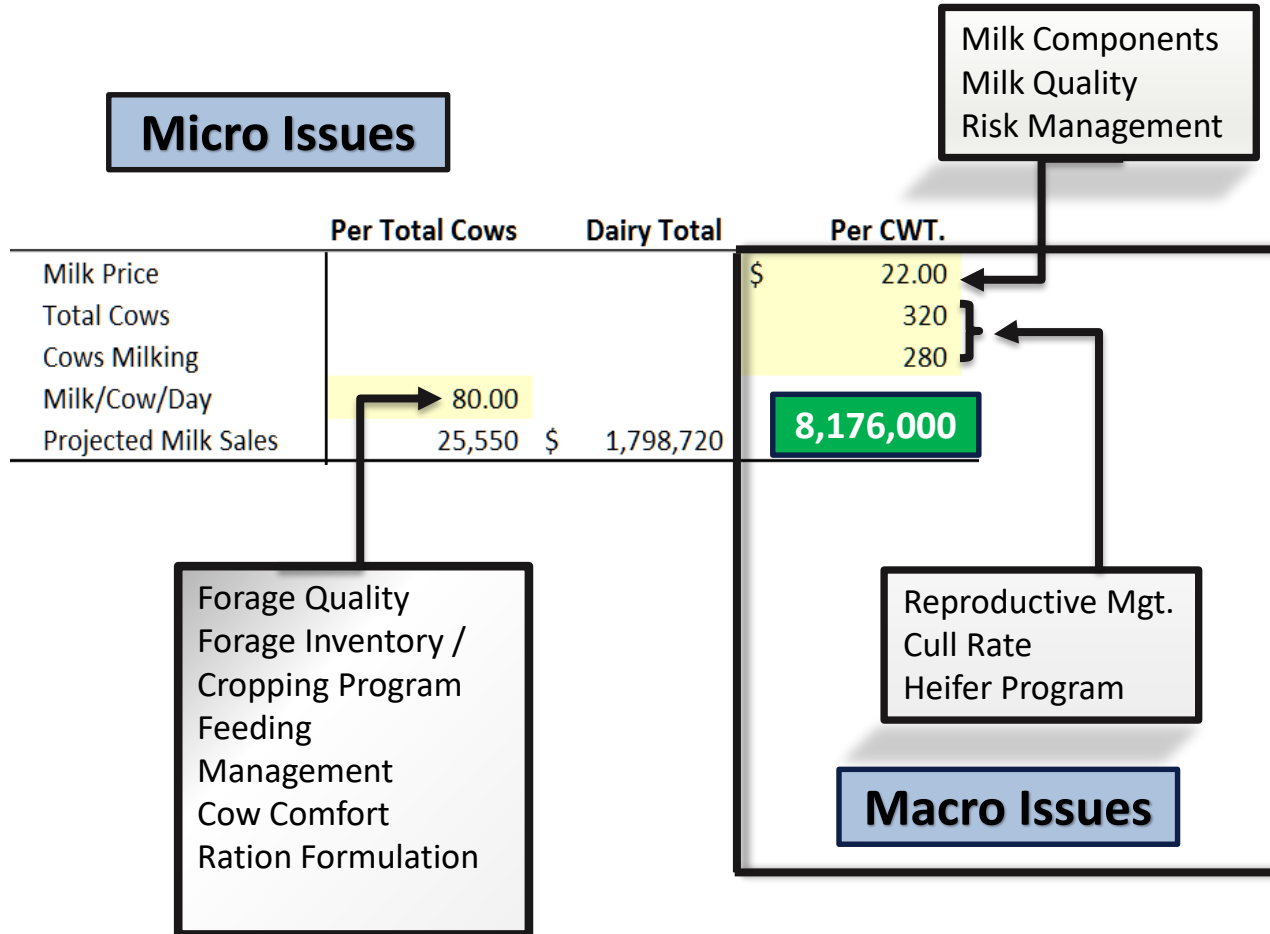 Milk Components
Milk Quality
Risk Management
Micro Issues
Per Total Cows Dairy Total Per CWT.
Milk Price $ 22.00
Total Cows 320
Cows Milking 280
Milk/Cow/Day 80.00
Projected Milk Sales 25,550 $ 1,798,720 8,176,000
Forage Quality
Forage Inventory /
Cropping Program
Feeding
Management
Cow Comfort
Ration Formulation
Reproductive Mgt.
Cull Rate
Heifer Program
Macro Issues